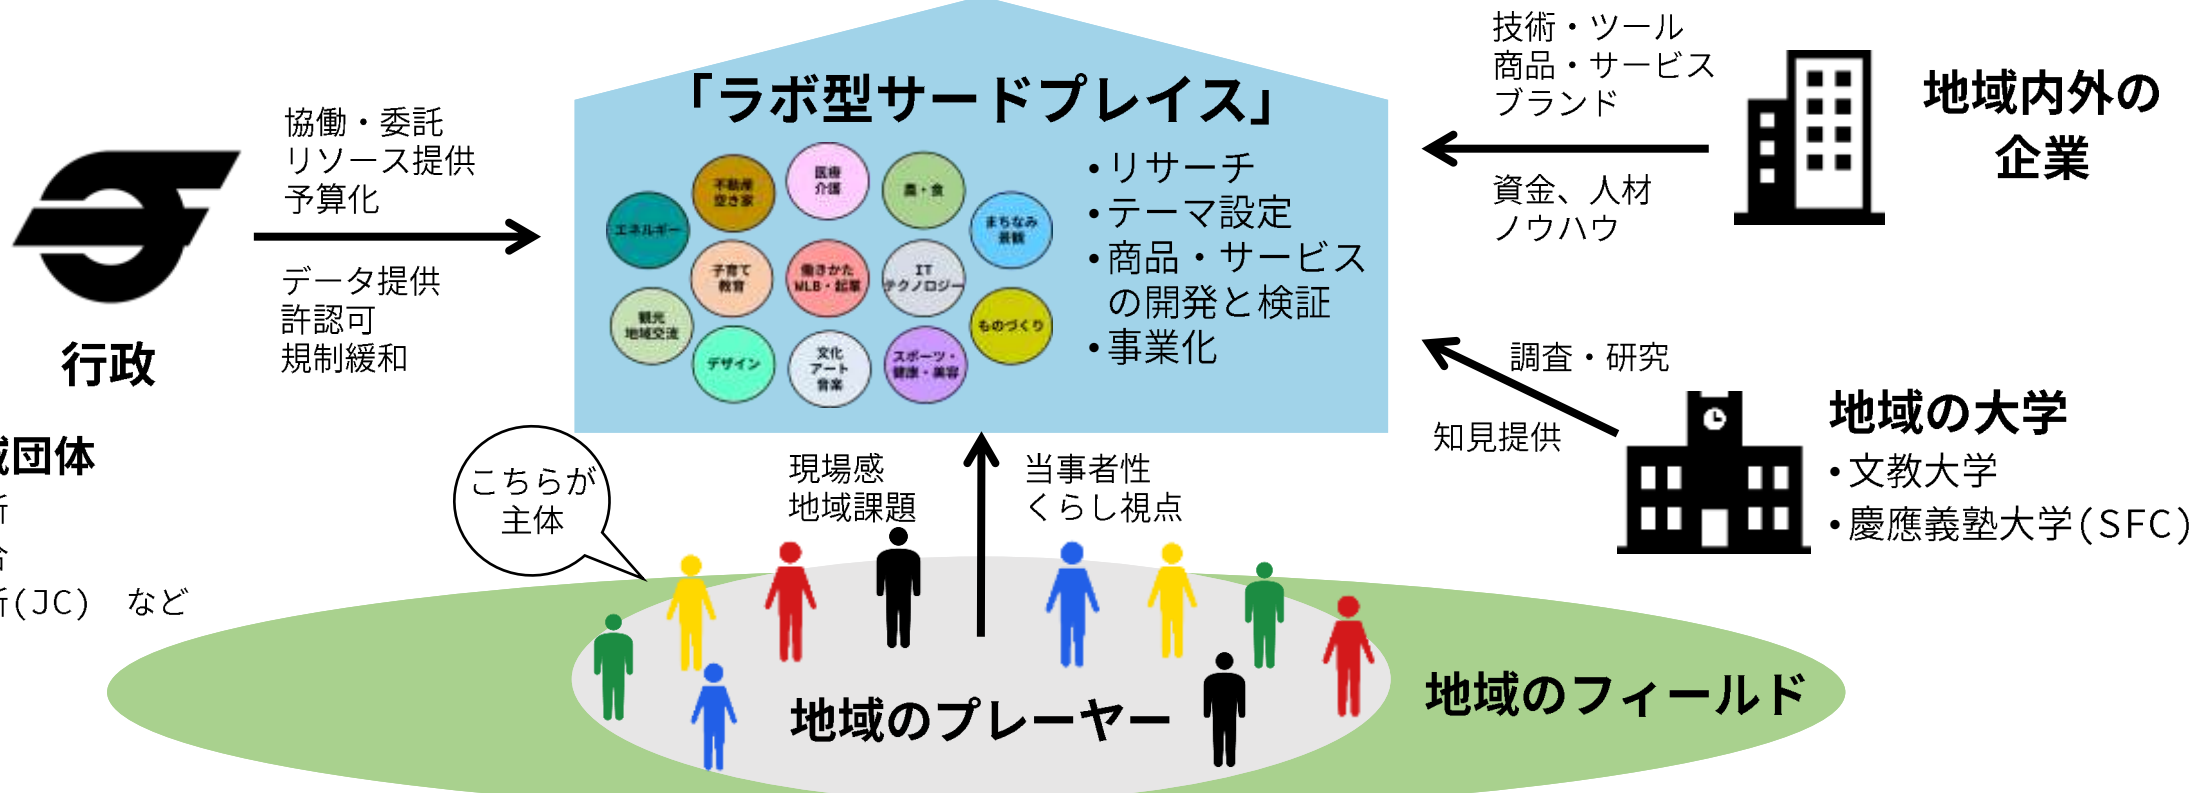 「ラボ型サードプレイス」
エネルギー
不動産
空き家
医療
介護
農・食
まちなみ
景観
子育て
教育
働きかた
WLB・起業
IT
テクノロジー
観光
地域交流
デザイン
文化
アート
音楽
スポーツ・
健康・美容
ものづくり
・リサーチ
・テーマ設定
・商品・サービス
の開発と検証
・事業化
協働・委託
リソース提供
予算化
データ提供
許認可
規制緩和
行政
技術・ツール
商品・サービス
ブランド
資金、人材
ノウハウ
地域内外の
企業
調査・研究
知見提供
地域の大学
・文教大学
・慶應義塾大学(SFC)
団体
(JC) など
こちらが
主体
現場感
地域課題
当事者性
くらし視点
地域のプレーヤー
地域のフィールド